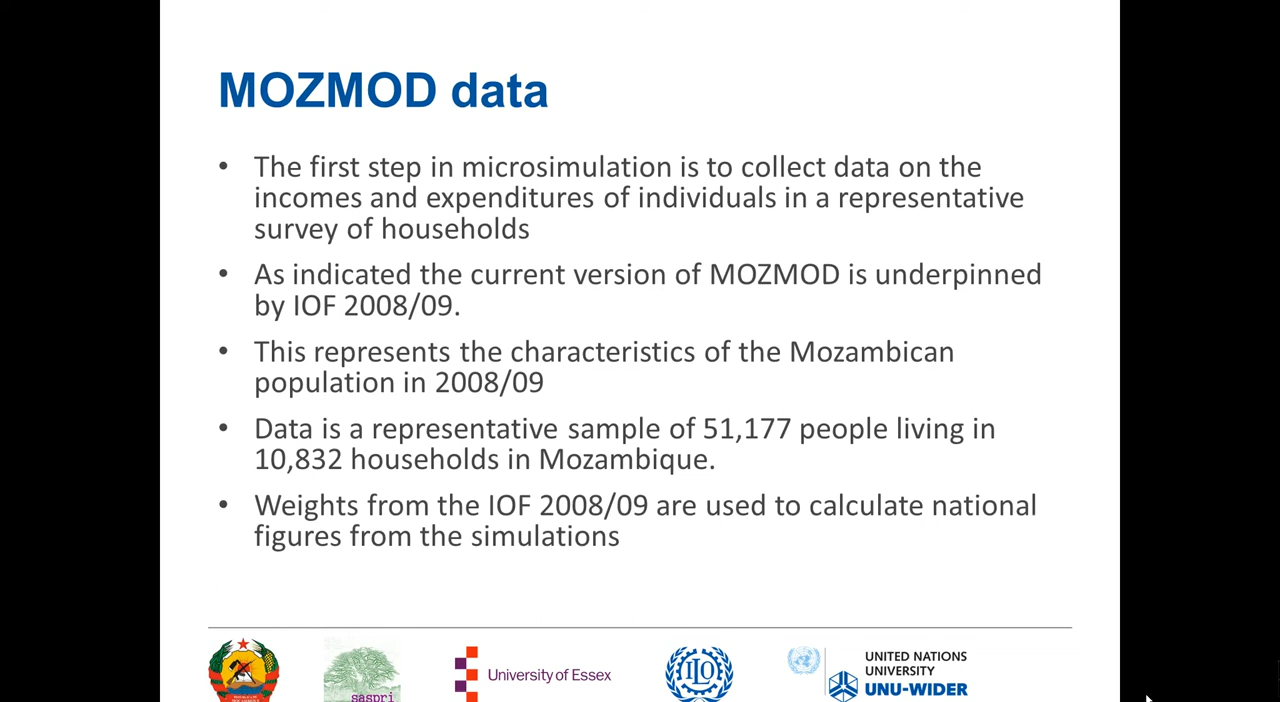 MOZMOD data
• The first step in microsimulation is to collect data on the
incomes and expenditures of individuals in a representative
survey of households
• As indicated the current version of MOZMOD is underpinned
by IOF 2008/09.
• This represents the characteristics of the Mozambican
population in 2008/09
• Data is a representative sample of 51,177 people living in
10,832 households in Mozambique.
• Weights from the IOF 2008/09 are used to calculate national
figures from the simulations
saspri
University of Essex
ILO
UNITED NATIONS
UNIVERSITY
UNU-WIDER